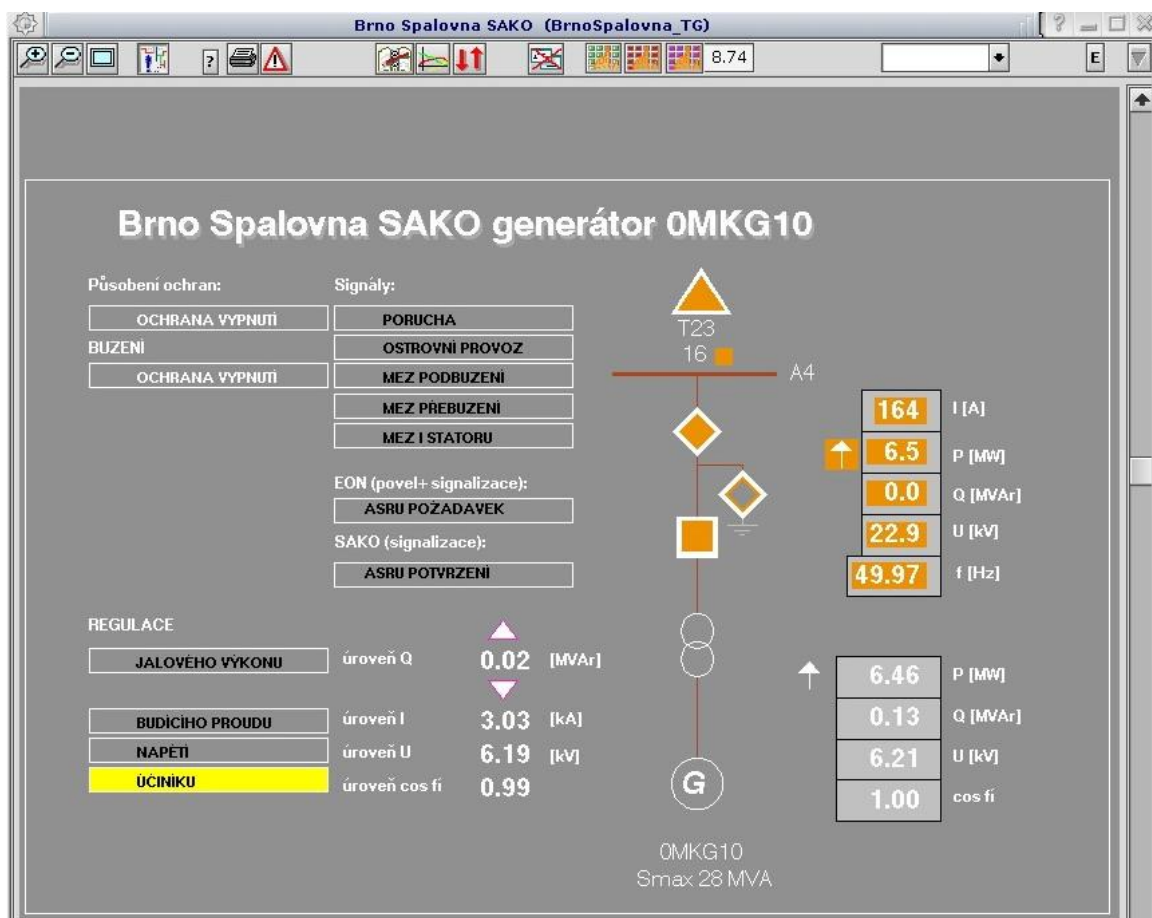 Brno Spalovna SAKO (BrnoSpalovna_TG)
?
? 8.74 E
Brno Spalovna SAKO generátor 0MKG10
Působení ochran:
OCHRANA VYPNUTÍ
BUZENÍ
OCHRANA VYPNUTÍ
Signály:
PORUCHA
OSTROVNÍ PROVOZ
MEZ PODBUZENÍ
MEZ PŘEBUZENÍ
MEZ I STATORU
EON (povel+ signalizace):
ASRU POŽADAVEK
SAKO (signalizace):
ASRU POTVRZENÍ
T23
16
A4
164 I [A]
6.5 P [MW]
0.0 Q [MVAr]
22.9 U [kV]
49.97 f [Hz]
REGULACE
JALOVÉHO VÝKONU úroveň Q 0.02 [MVAr]
BUDÍCÍHO PROUDU úroveň I 3.03 [kA]
NAPĚTÍ úroveň U 6.19 [kV]
ÚČINÍKU úroveň cos fí 0.99
6.46 P [MW]
0.13 Q [MVAr]
6.21 U [kV]
1.00 cos fí
G
0MKG10
Smax 28 MVA